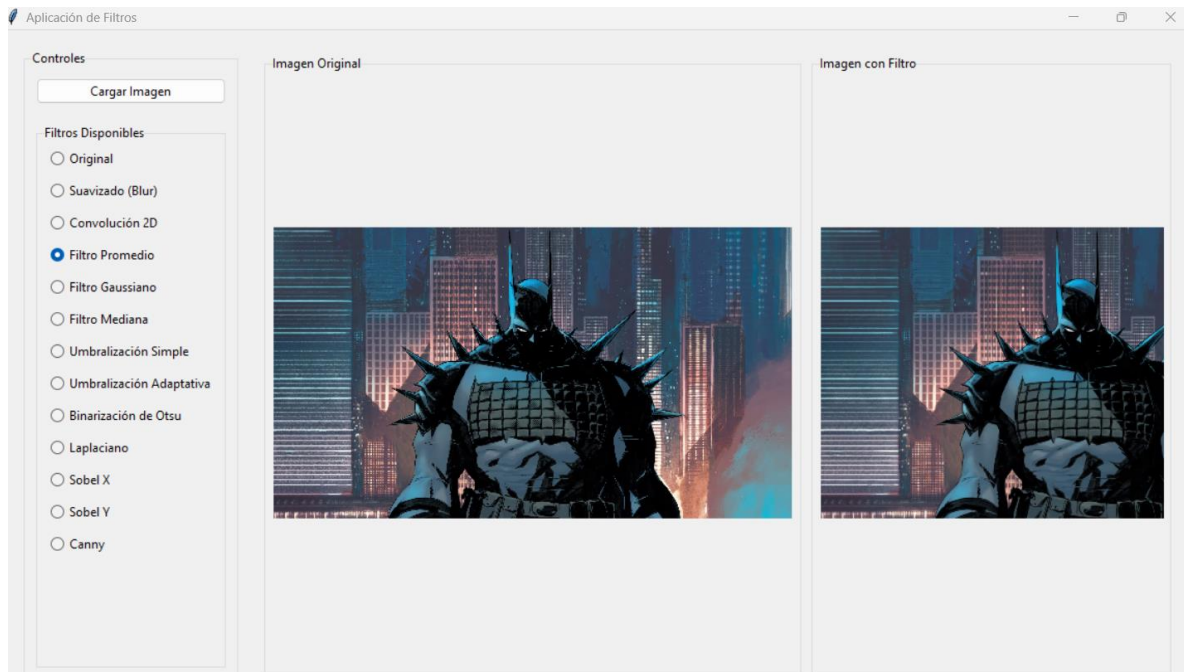 Aplicación de Filtros
Controles
Cargar Imagen
Filtros Disponibles
Original
Suavizado (Blur)
Convolución 2D
Filtro Promedio
Filtro Gaussiano
Filtro Mediana
Umbralización Simple
Umbralización Adaptativa
Binarización de Otsu
Laplaciano
Sobel X
Sobel Y
Canny
Imagen Original
Imagen con Filtro